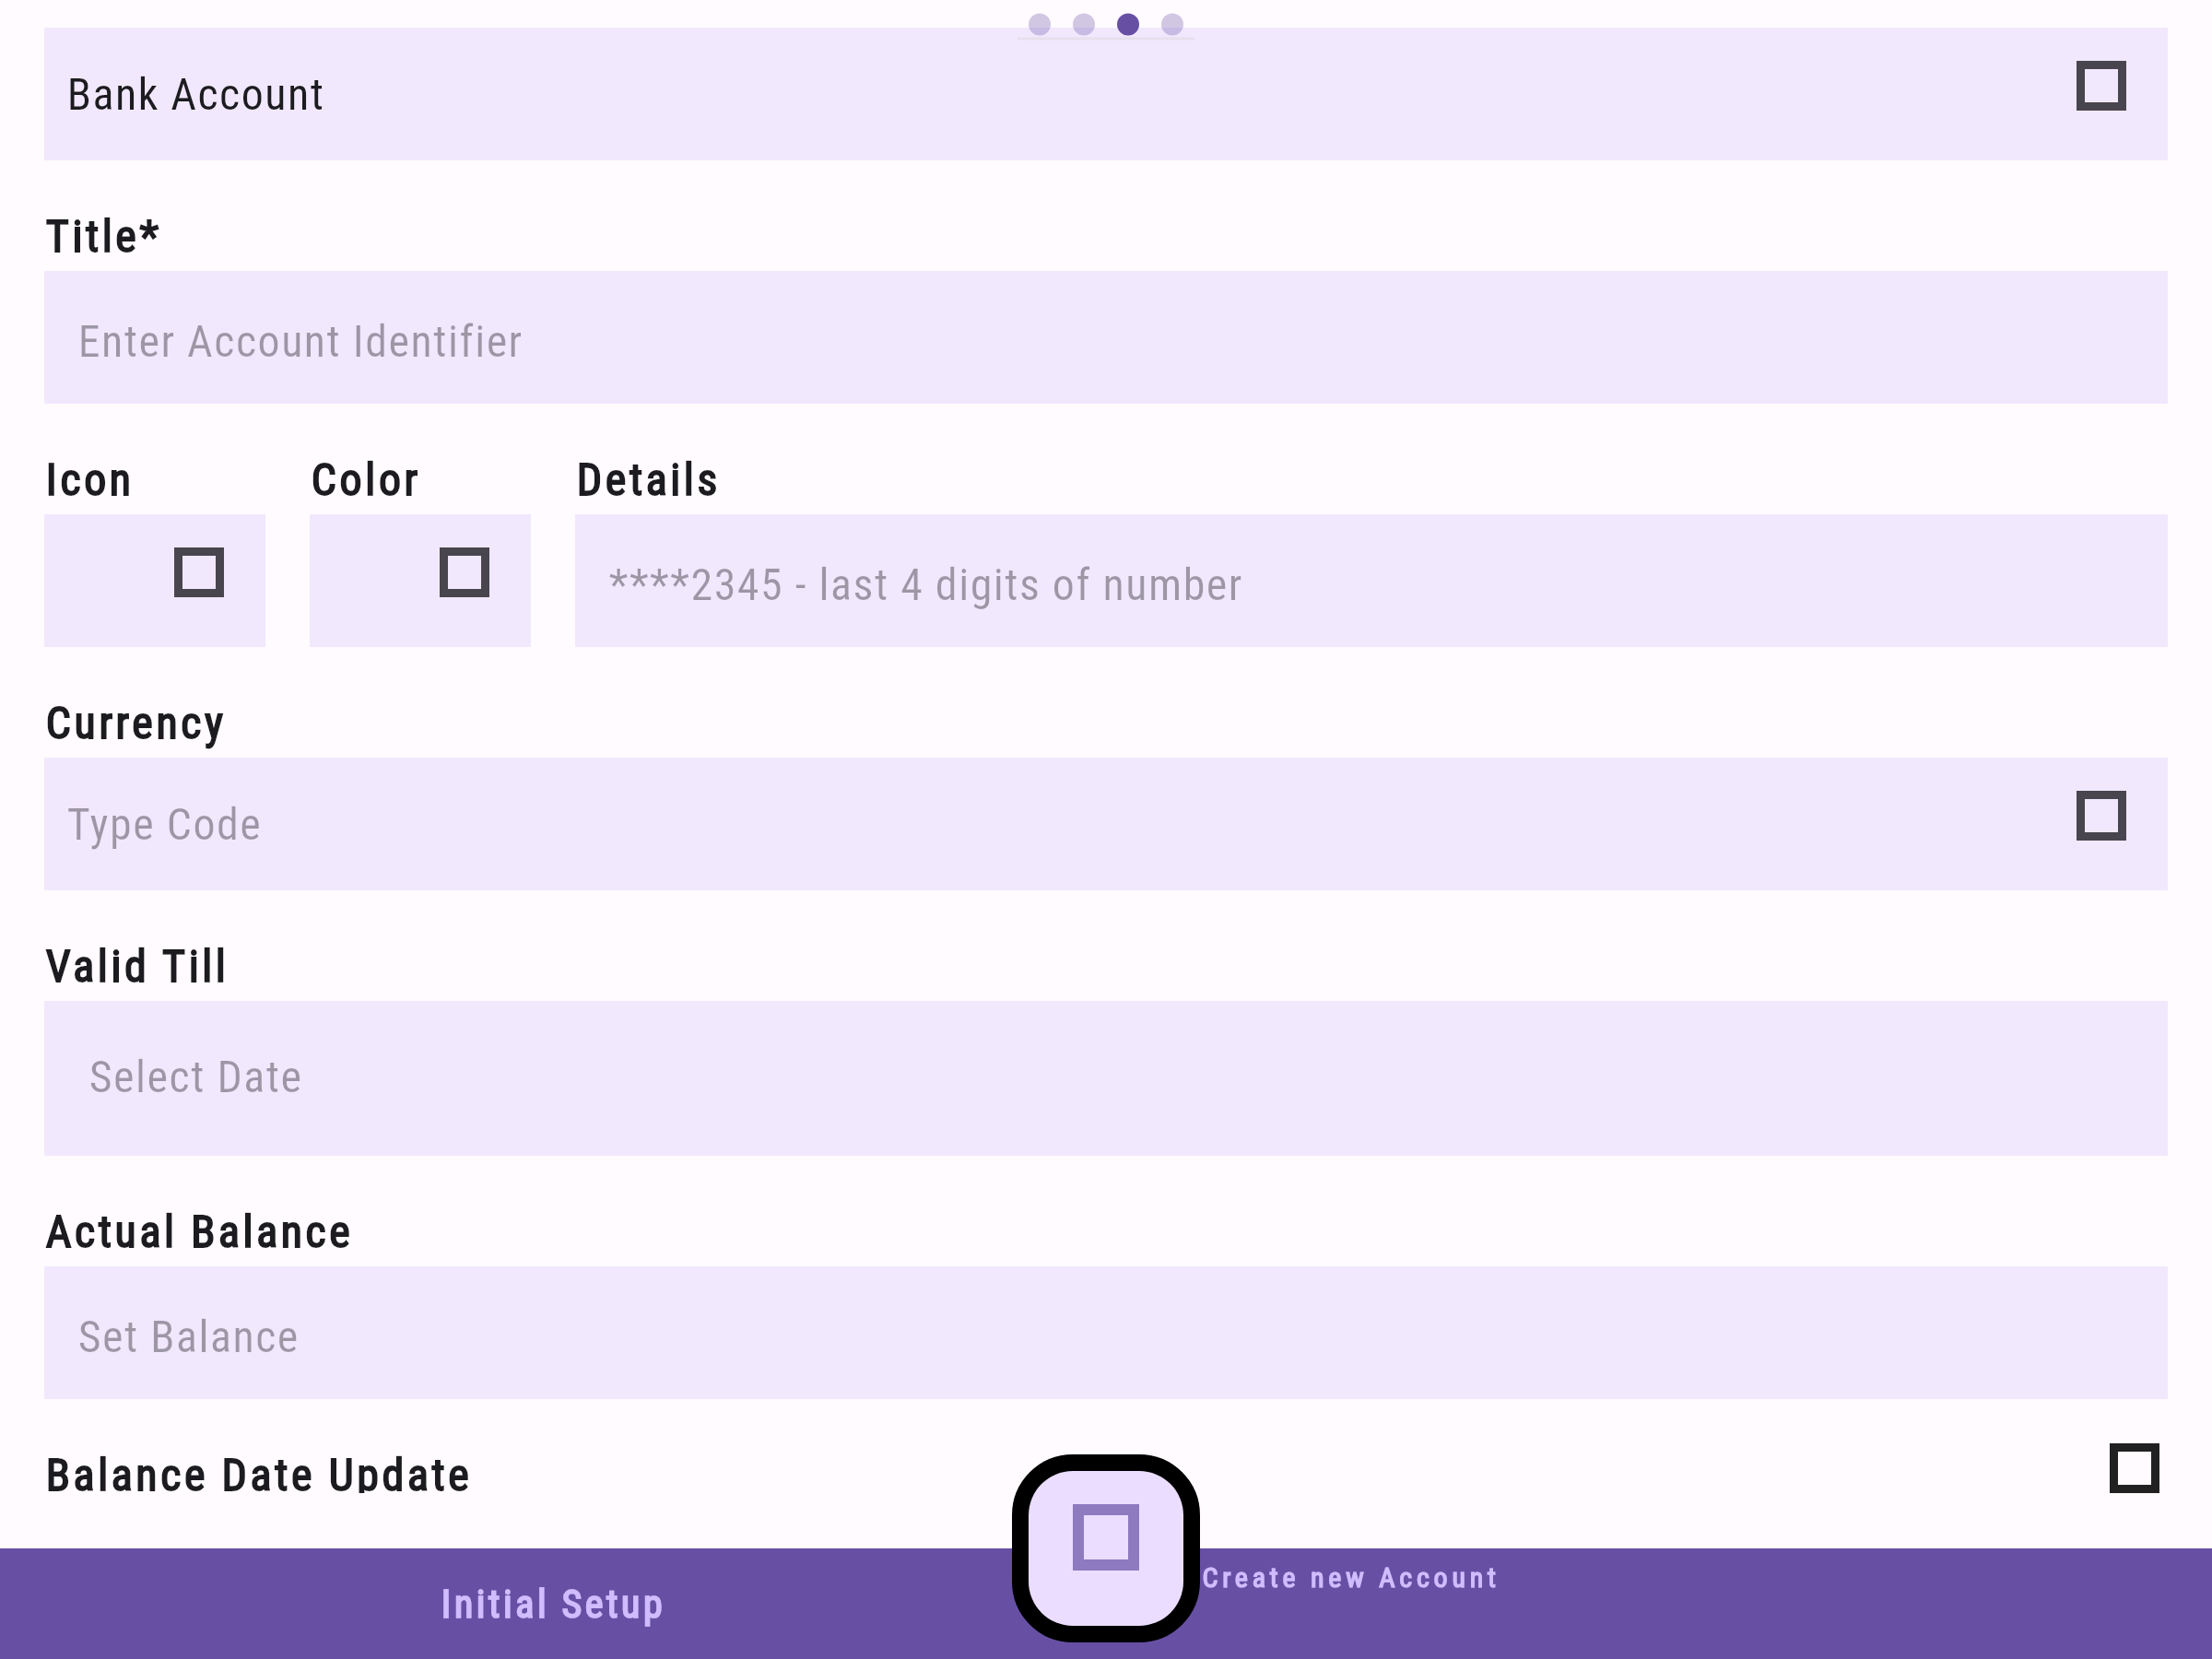 Bank Account
Title*
Enter Account Identifier
Icon Color Details
****2345 - last 4 digits of number
Currency
Type Code
Valid Till
Select Date
Actual Balance
Set Balance
Balance Date Update
Initial Setup
Create new Account